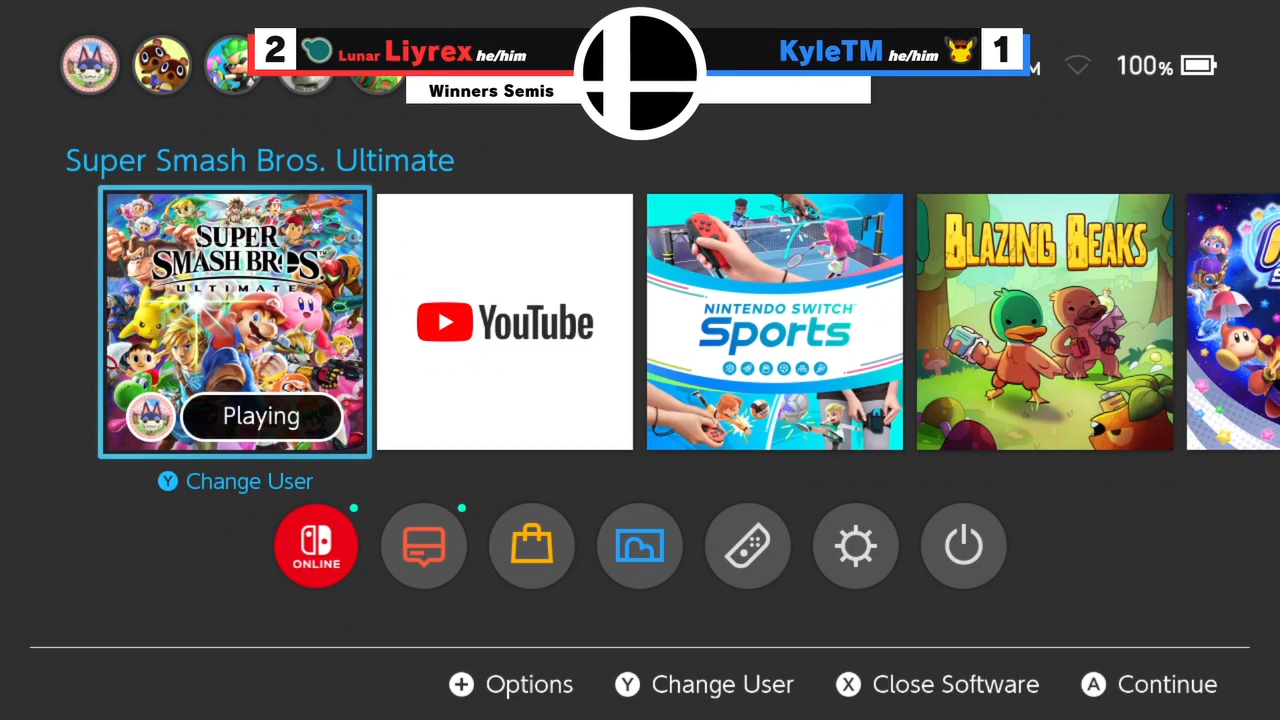 2 Lunar Liyrex he/him
KyleTM he/him 1
Winners Semis
M
100%
Super Smash Bros. Ultimate
SUPER
SMASH BROS.
ULTIMATE
Playing
YouTube
NINTENDO SWITCH
Sports
BLAZING BEAKS
Y Change User
ONLINE
+ Options
Y Change User
X Close Software
A Continue